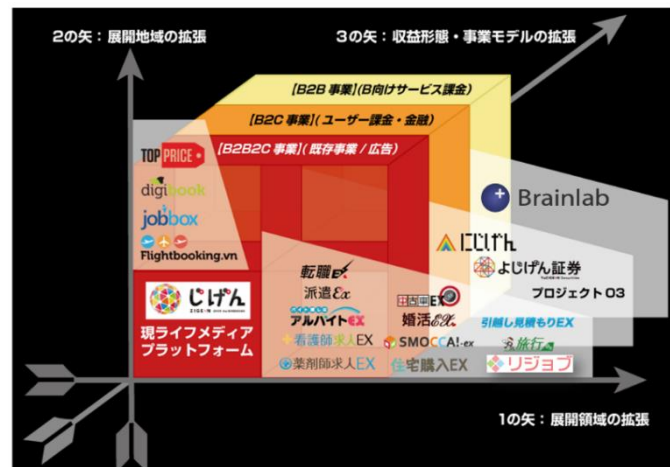 2の矢：展開地域の拡張
3の矢：収益形態・事業モデルの拡張
【B2B 事業】(B向けサービス課金)
【B2C 事業】(ユーザー課金・金融)
【B2B2C 事業】(既存事業 / 広告)
TOP PRICE
digibook
jobbox
Flightbooking.vn
Brainlab
にじげん
よじげん証券
プロジェクト03
じげん
ZIGExN
現ライフメディア
プラットフォーム
転職EX
派遣Ex
アルバイトEX
看護師求人EX
薬剤師求人EX
中古車EX
婚活EX
SMOCCA!-ex
住宅購入EX
引越し見積もりEX
旅行
リジョブ
1の矢：展開領域の拡張